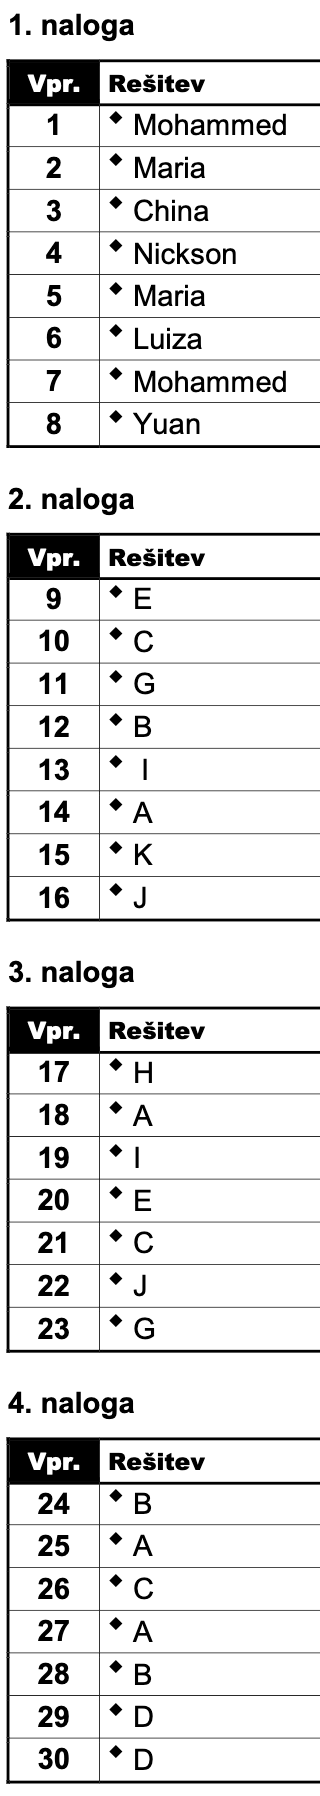 1. naloga
Vpr. Rešitev
1 ◆ Mohammed
2 ◆ Maria
3 ◆ China
4 ◆ Nickson
5 ◆ Maria
6 ◆ Luiza
7 ◆ Mohammed
8 ◆ Yuan
2. naloga
Vpr. Rešitev
9 ◆ E
10 ◆ C
11 ◆ G
12 ◆ B
13 ◆ I
14 ◆ A
15 ◆ K
16 ◆ J
3. naloga
Vpr. Rešitev
17 ◆ H
18 ◆ A
19 ◆ I
20 ◆ E
21 ◆ C
22 ◆ J
23 ◆ G
4. naloga
Vpr. Rešitev
24 ◆ B
25 ◆ A
26 ◆ C
27 ◆ A
28 ◆ B
29 ◆ D
30 ◆ D